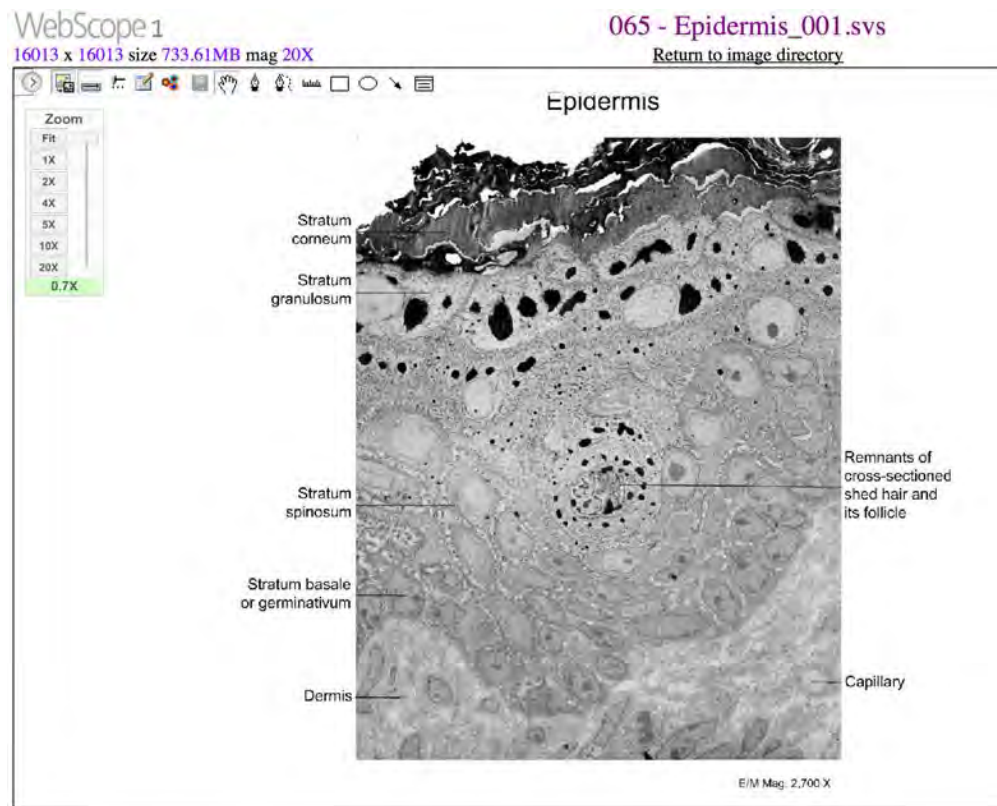 WebScope 1
065 - Epidermis_001.svs
16013 x 16013 size 733.61MB mag 20X
Return to image directory
Epidermis
Zoom
Fit
1X
2X
4X
5X
10X
20X
0.7X
Stratum
corneum
Stratum
granulosum
Remnants of
cross-sectioned
shed hair and
its follicle
Stratum
spinosum
Stratum basale
or germinativum
Dermis
Capillary
E/M Mag: 2,700 X